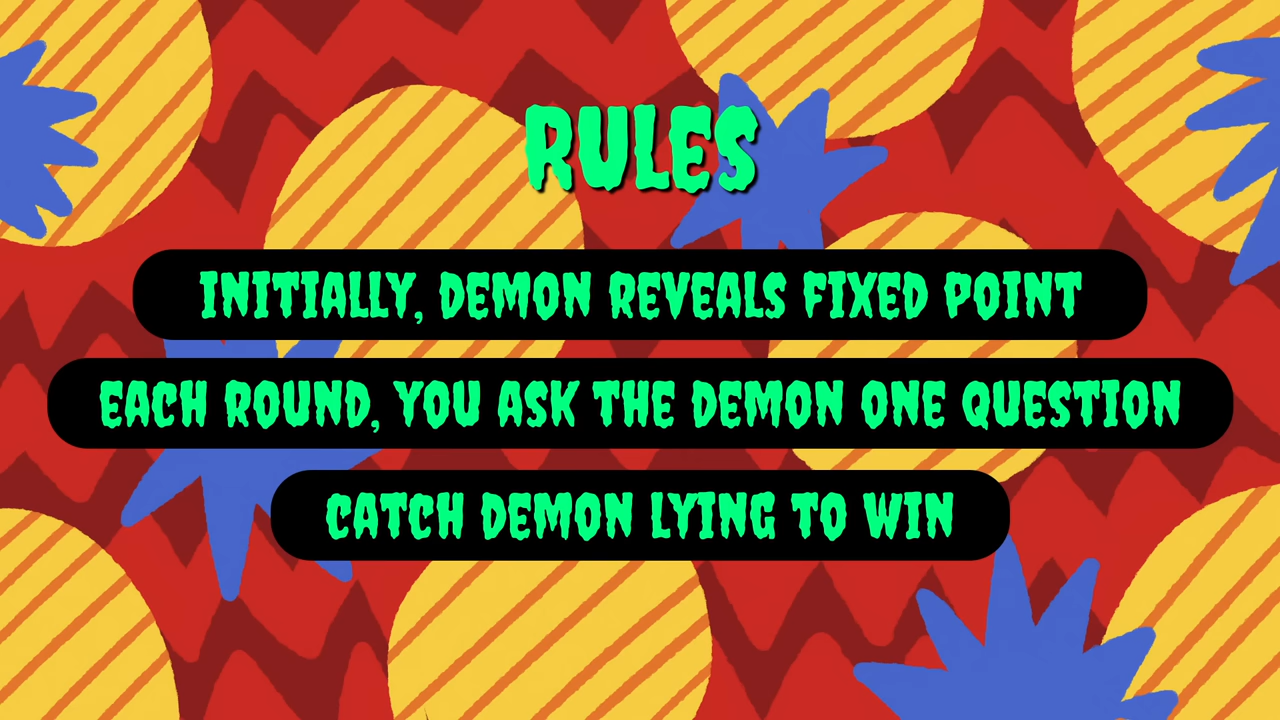 RULES
INITIALLY, DEMON REVEALS FIXED POINT
EACH ROUND, YOU ASK THE DEMON ONE QUESTION
CATCH DEMON LYING TO WIN